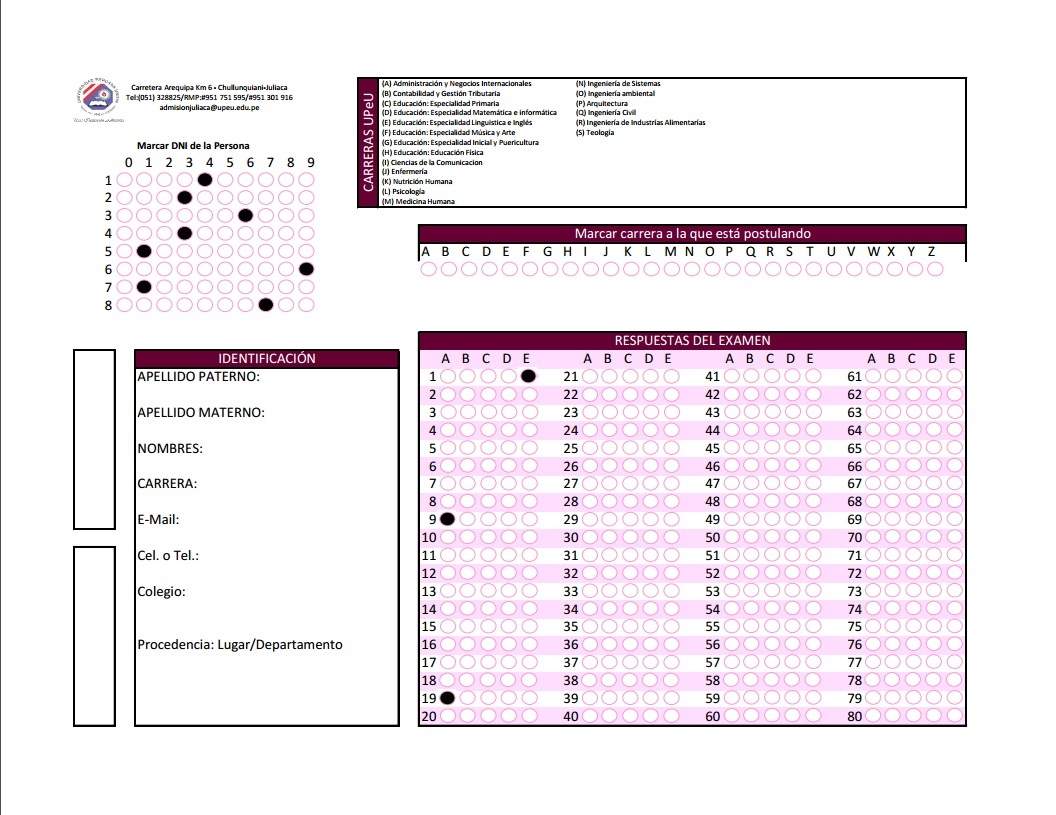 Carretera Arequipa Km 6 • Chullunquiani•Juliaca
Tel:(051) 328825/RMP:#951 751 595/#951 301 916
admisionjuliaca@upeu.edu.pe
CARRERAS UPeU
(A) Administración y Negocios Internacionales
(B) Contabilidad y Gestión Tributaria
(C) Educación: Especialidad Primaria
(D) Educación: Especialidad Matemática e informática
(E) Educación: Especialidad Linguistica e Inglés
(F) Educación: Especialidad Música y Arte
(G) Educación: Especialidad Inicial y Puericultura
(H) Educación: Educación Física
(I) Ciencias de la Comunicacion
(J) Enfermería
(K) Nutrición Humana
(L) Psicología
(M) Medicina Humana
(N) Ingeniería de Sistemas
(O) Ingeniería ambiental
(P) Arquitectura
(Q) Ingeniería Civil
(R) Ingeniería de Industrias Alimentarías
(S) Teología
Marcar DNI de la Persona
0 1 2 3 4 5 6 7 8 9
1
2
3
4
5
6
7
8
Marcar carrera a la que está postulando
A B C D E F G H I J K L M N O P Q R S T U V W X Y Z
IDENTIFICACIÓN
APELLIDO PATERNO:
APELLIDO MATERNO:
NOMBRES:
CARRERA:
E-Mail:
Cel. o Tel.:
Colegio:
Procedencia: Lugar/Departamento
RESPUESTAS DEL EXAMEN
A B C D E A B C D E A B C D E A B C D E
1 21 41 61
2 22 42 62
3 23 43 63
4 24 44 64
5 25 45 65
6 26 46 66
7 27 47 67
8 28 48 68
9 29 49 69
10 30 50 70
11 31 51 71
12 32 52 72
13 33 53 73
14 34 54 74
15 35 55 75
16 36 56 76
17 37 57 77
18 38 58 78
19 39 59 79
20 40 60 80